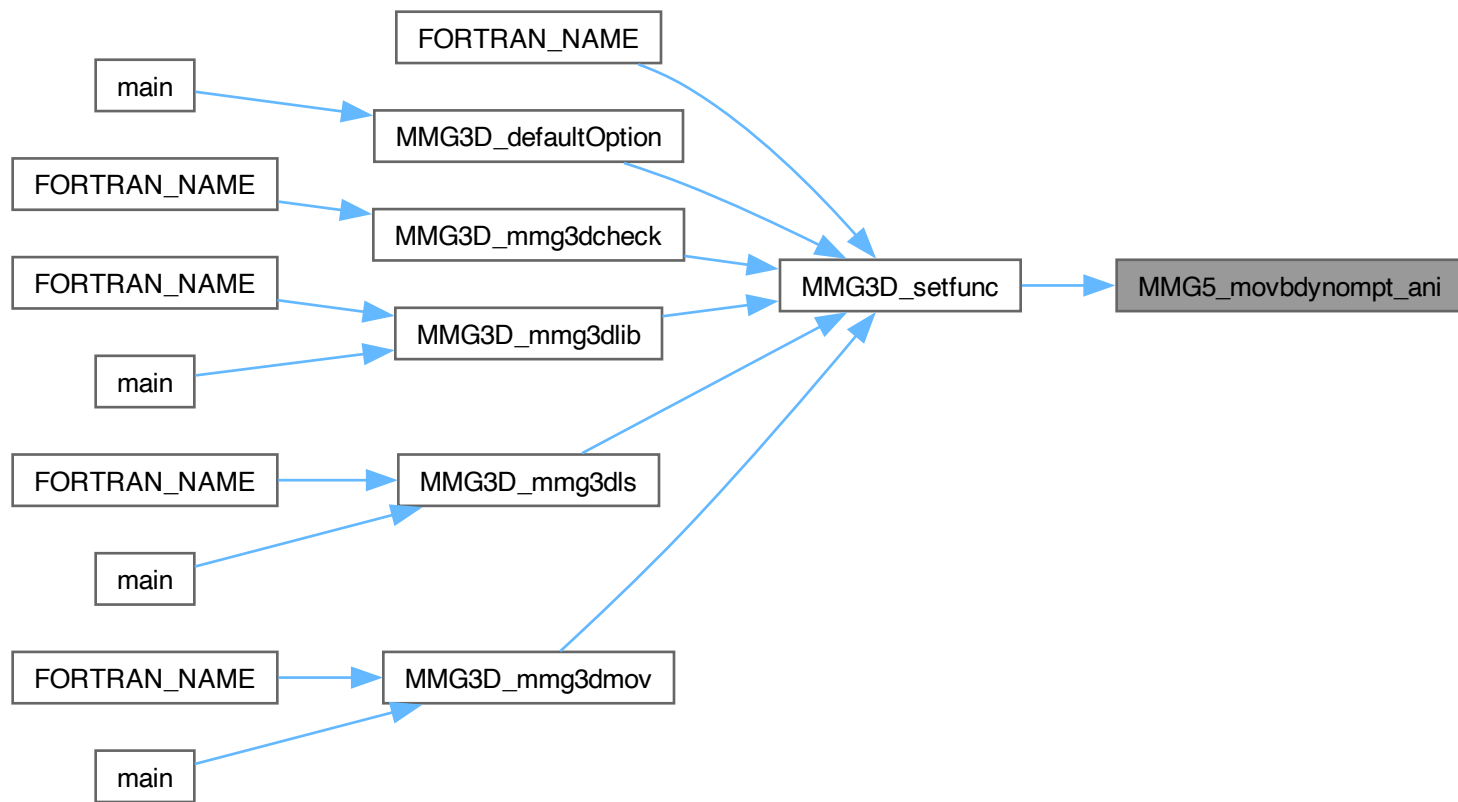 FORTRAN_NAME
main
MMG3D_defaultOption
FORTRAN_NAME
MMG3D_mmg3dcheck
FORTRAN_NAME
MMG3D_setfunc
MMG5_movbdynompt_ani
MMG3D_mmg3dlib
main
FORTRAN_NAME
MMG3D_mmg3dls
main
FORTRAN_NAME
MMG3D_mmg3dmov
main